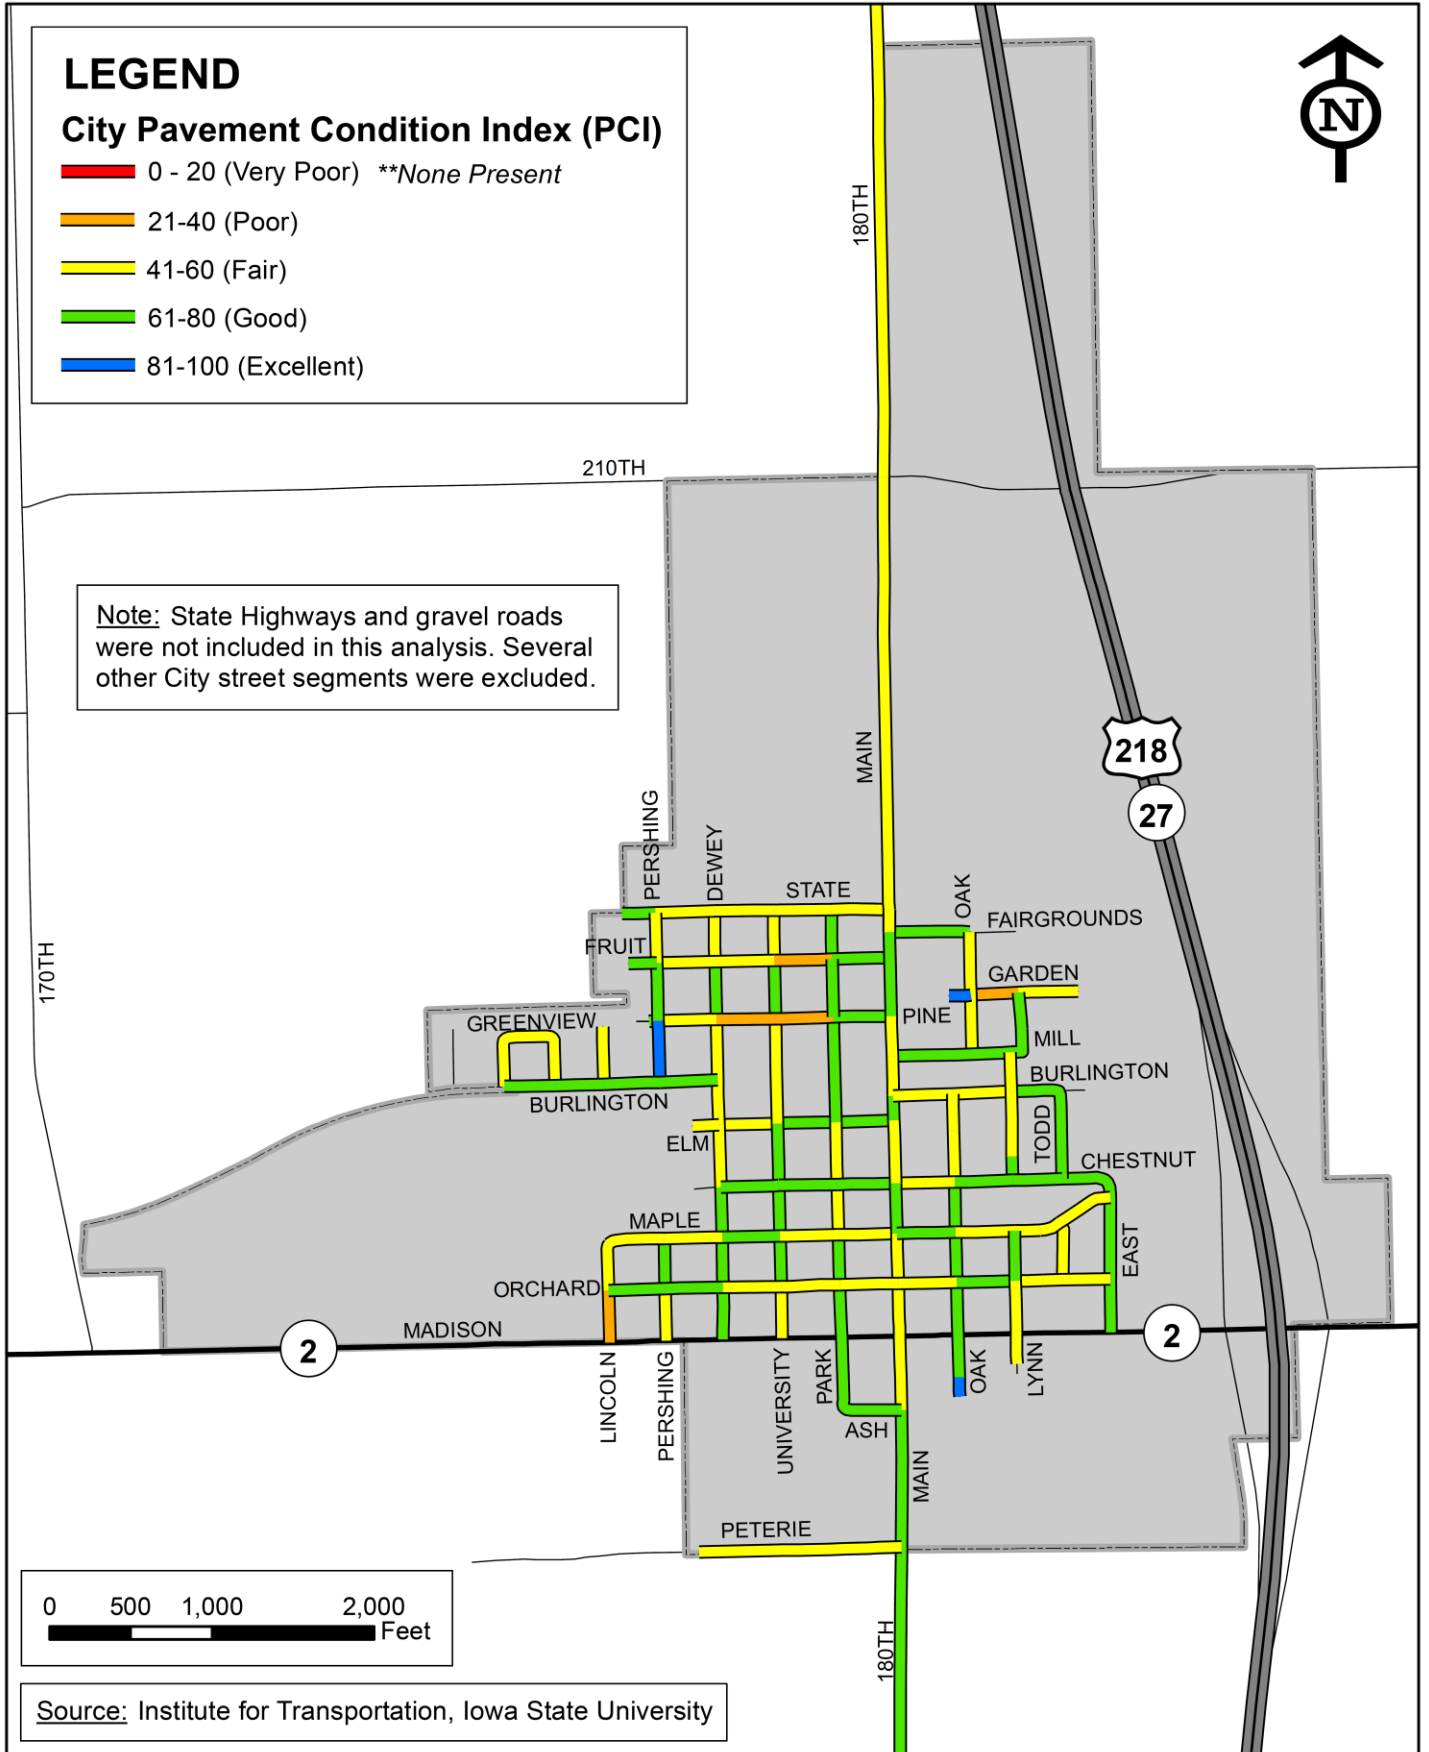 LEGEND
City Pavement Condition Index (PCI)
0 - 20 (Very Poor) **None Present
21-40 (Poor)
41-60 (Fair)
61-80 (Good)
81-100 (Excellent)
N
180TH
210TH
Note: State Highways and gravel roads
were not included in this analysis. Several
other City street segments were excluded.
218
27
MAIN
PERSHING
DEWEY
STATE
OAK
FAIRGROUNDS
FRUIT
170TH
GARDEN
GREENVIEW
PINE
MILL
BURLINGTON
BURLINGTON
ELM
TODD
CHESTNUT
MAPLE
EAST
ORCHARD
MADISON
2
2
LINCOLN
PERSHING
UNIVERSITY
PARK
OAK
LYNN
ASH
MAIN
PETERIE
180TH
0 500 1,000 2,000
Feet
Source: Institute for Transportation, Iowa State University